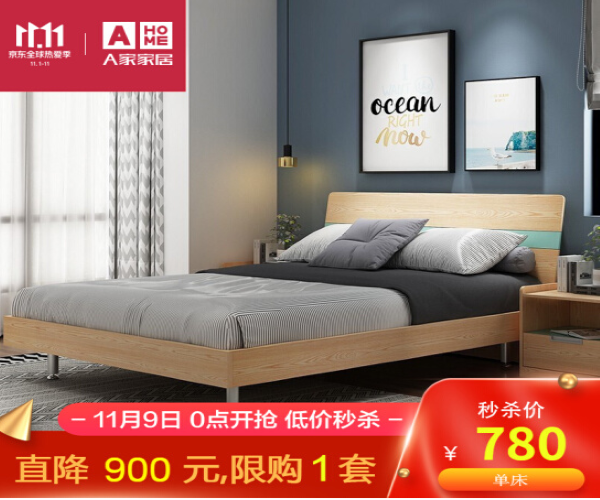 11.11
京东全球热爱季
11.1-11
A HOME
A家家居
ocean
RIGHT
now
11月9日 0点开抢 低价秒杀
直降 900 元,限购1套
秒杀价
¥ 780
单床